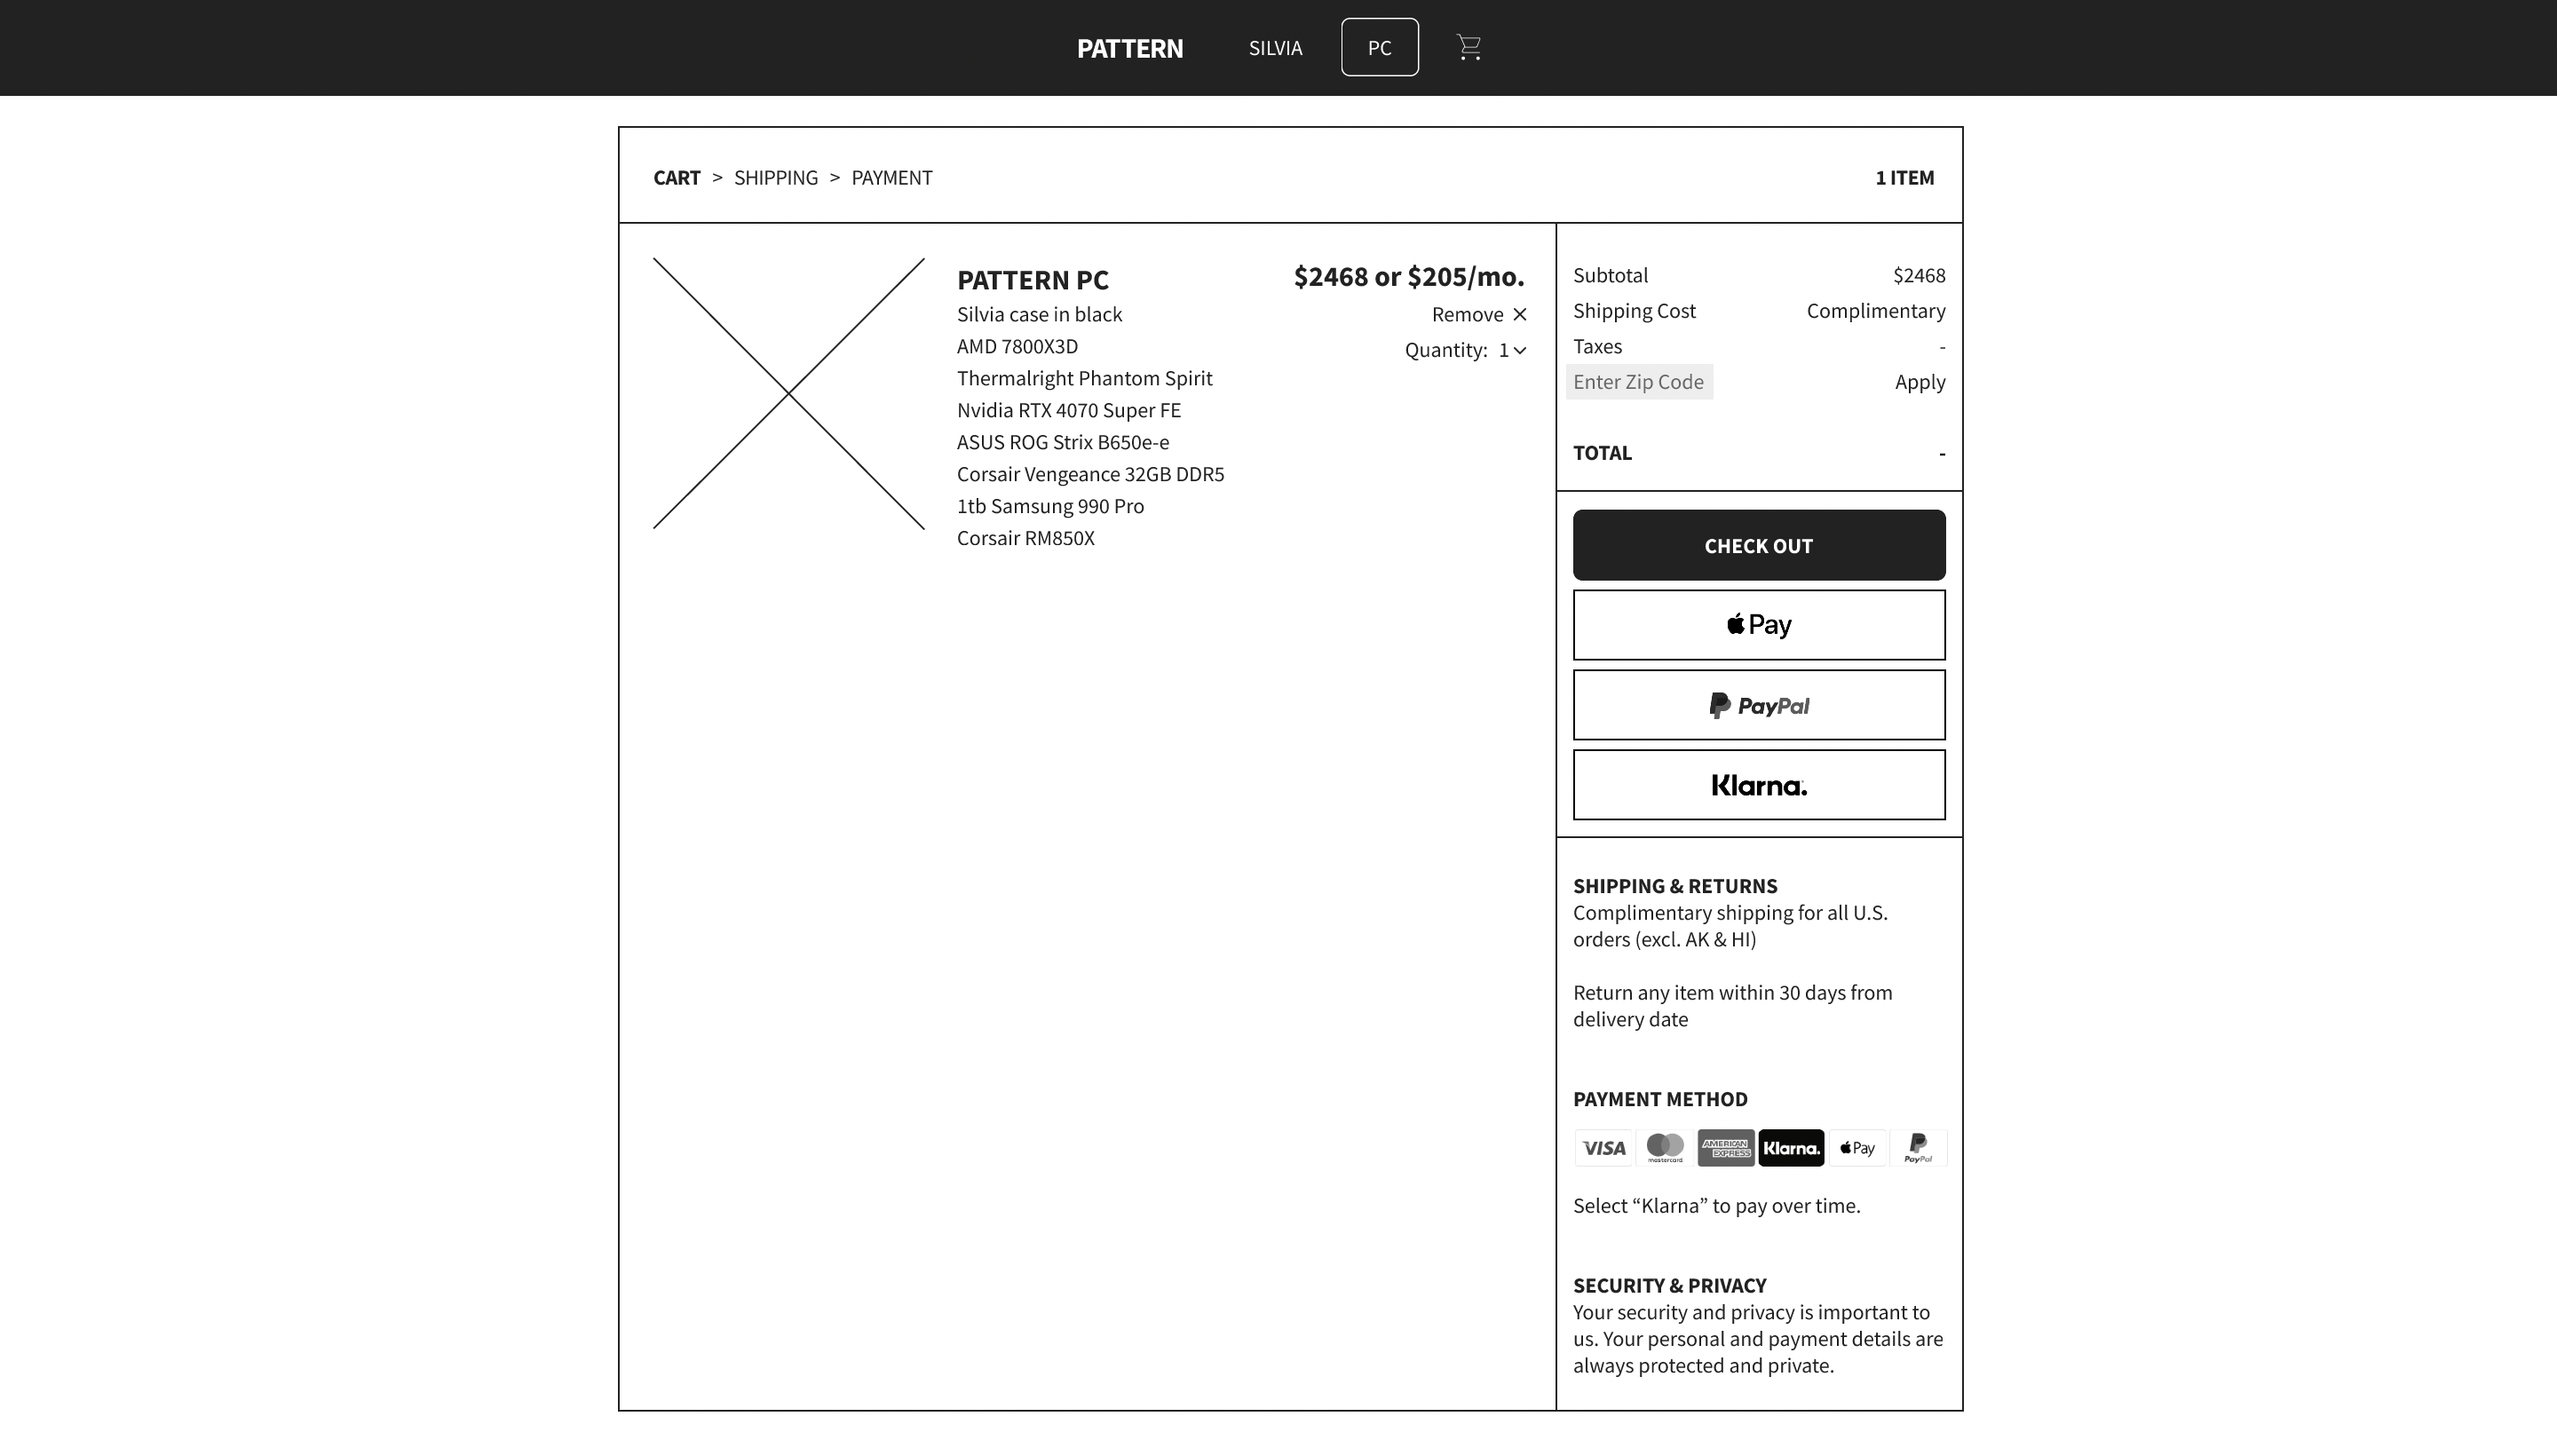 PATTERN SILVIA PC
CART > SHIPPING > PAYMENT
1 ITEM
PATTERN PC
Silvia case in black
AMD 7800X3D
Thermalright Phantom Spirit
Nvidia RTX 4070 Super FE
ASUS ROG Strix B650e-e
Corsair Vengeance 32GB DDR5
1tb Samsung 990 Pro
Corsair RM850X
$2468 or $205/mo.
Remove ×
Quantity: 1
Subtotal $2468
Shipping Cost Complimentary
Taxes -
Enter Zip Code Apply
TOTAL -
CHECK OUT
Pay
PayPal
Klarna.
SHIPPING & RETURNS
Complimentary shipping for all U.S.
orders (excl. AK & HI)
Return any item within 30 days from
delivery date
PAYMENT METHOD
VISA mastercard AMERICAN EXPRESS Klarna. Pay PayPal
Select “Klarna” to pay over time.
SECURITY & PRIVACY
Your security and privacy is important to
us. Your personal and payment details are
always protected and private.